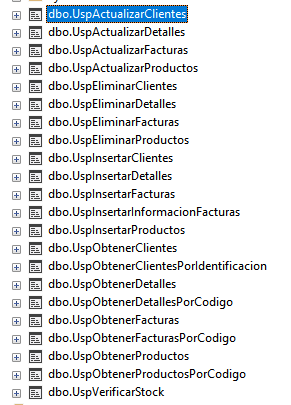 dbo.UspActualizarClientes
dbo.UspActualizarDetalles
dbo.UspActualizarFacturas
dbo.UspActualizarProductos
dbo.UspEliminarClientes
dbo.UspEliminarDetalles
dbo.UspEliminarFacturas
dbo.UspEliminarProductos
dbo.UspInsertarClientes
dbo.UspInsertarDetalles
dbo.UspInsertarFacturas
dbo.UspInsertarInformacionFacturas
dbo.UspInsertarProductos
dbo.UspObtenerClientes
dbo.UspObtenerClientesPorIdentificacion
dbo.UspObtenerDetalles
dbo.UspObtenerDetallesPorCodigo
dbo.UspObtenerFacturas
dbo.UspObtenerFacturasPorCodigo
dbo.UspObtenerProductos
dbo.UspObtenerProductosPorCodigo
dbo.UspVerificarStock